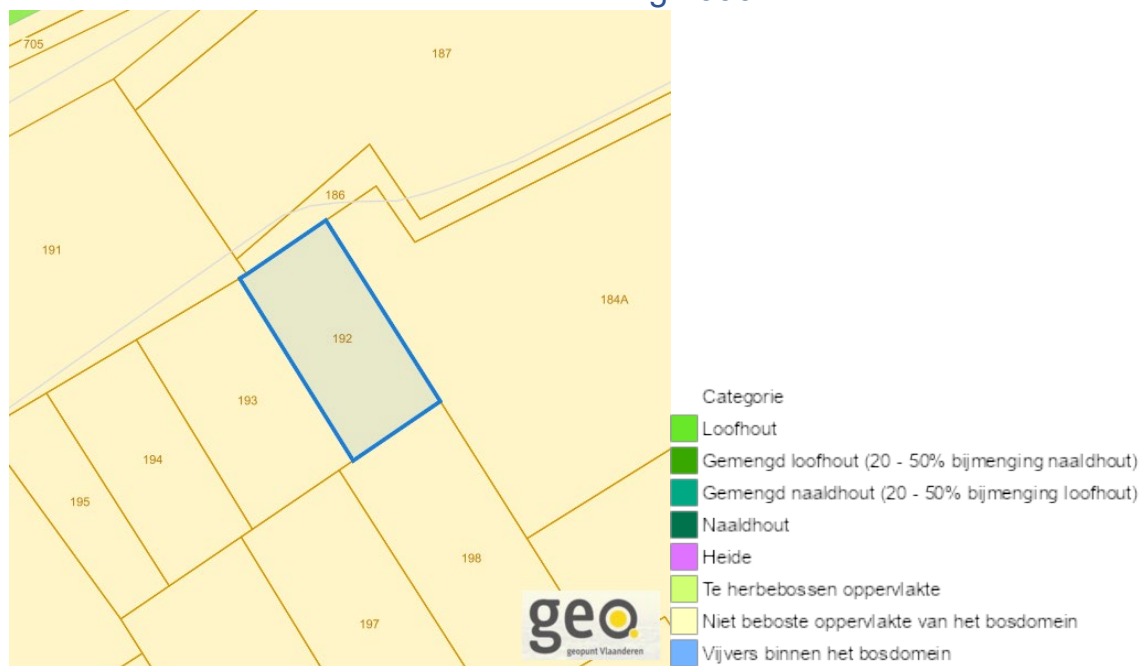 705
187
186
191
184A
192
193
194
195
198
197
geo.
geopunt Vlaanderen
Categorie
Loofhout
Gemengd loofhout (20 - 50% bijmenging naaldhout)
Gemengd naaldhout (20 - 50% bijmenging loofhout)
Naaldhout
Heide
Te herbebossen oppervlakte
Niet beboste oppervlakte van het bosdomein
Vijvers binnen het bosdomein